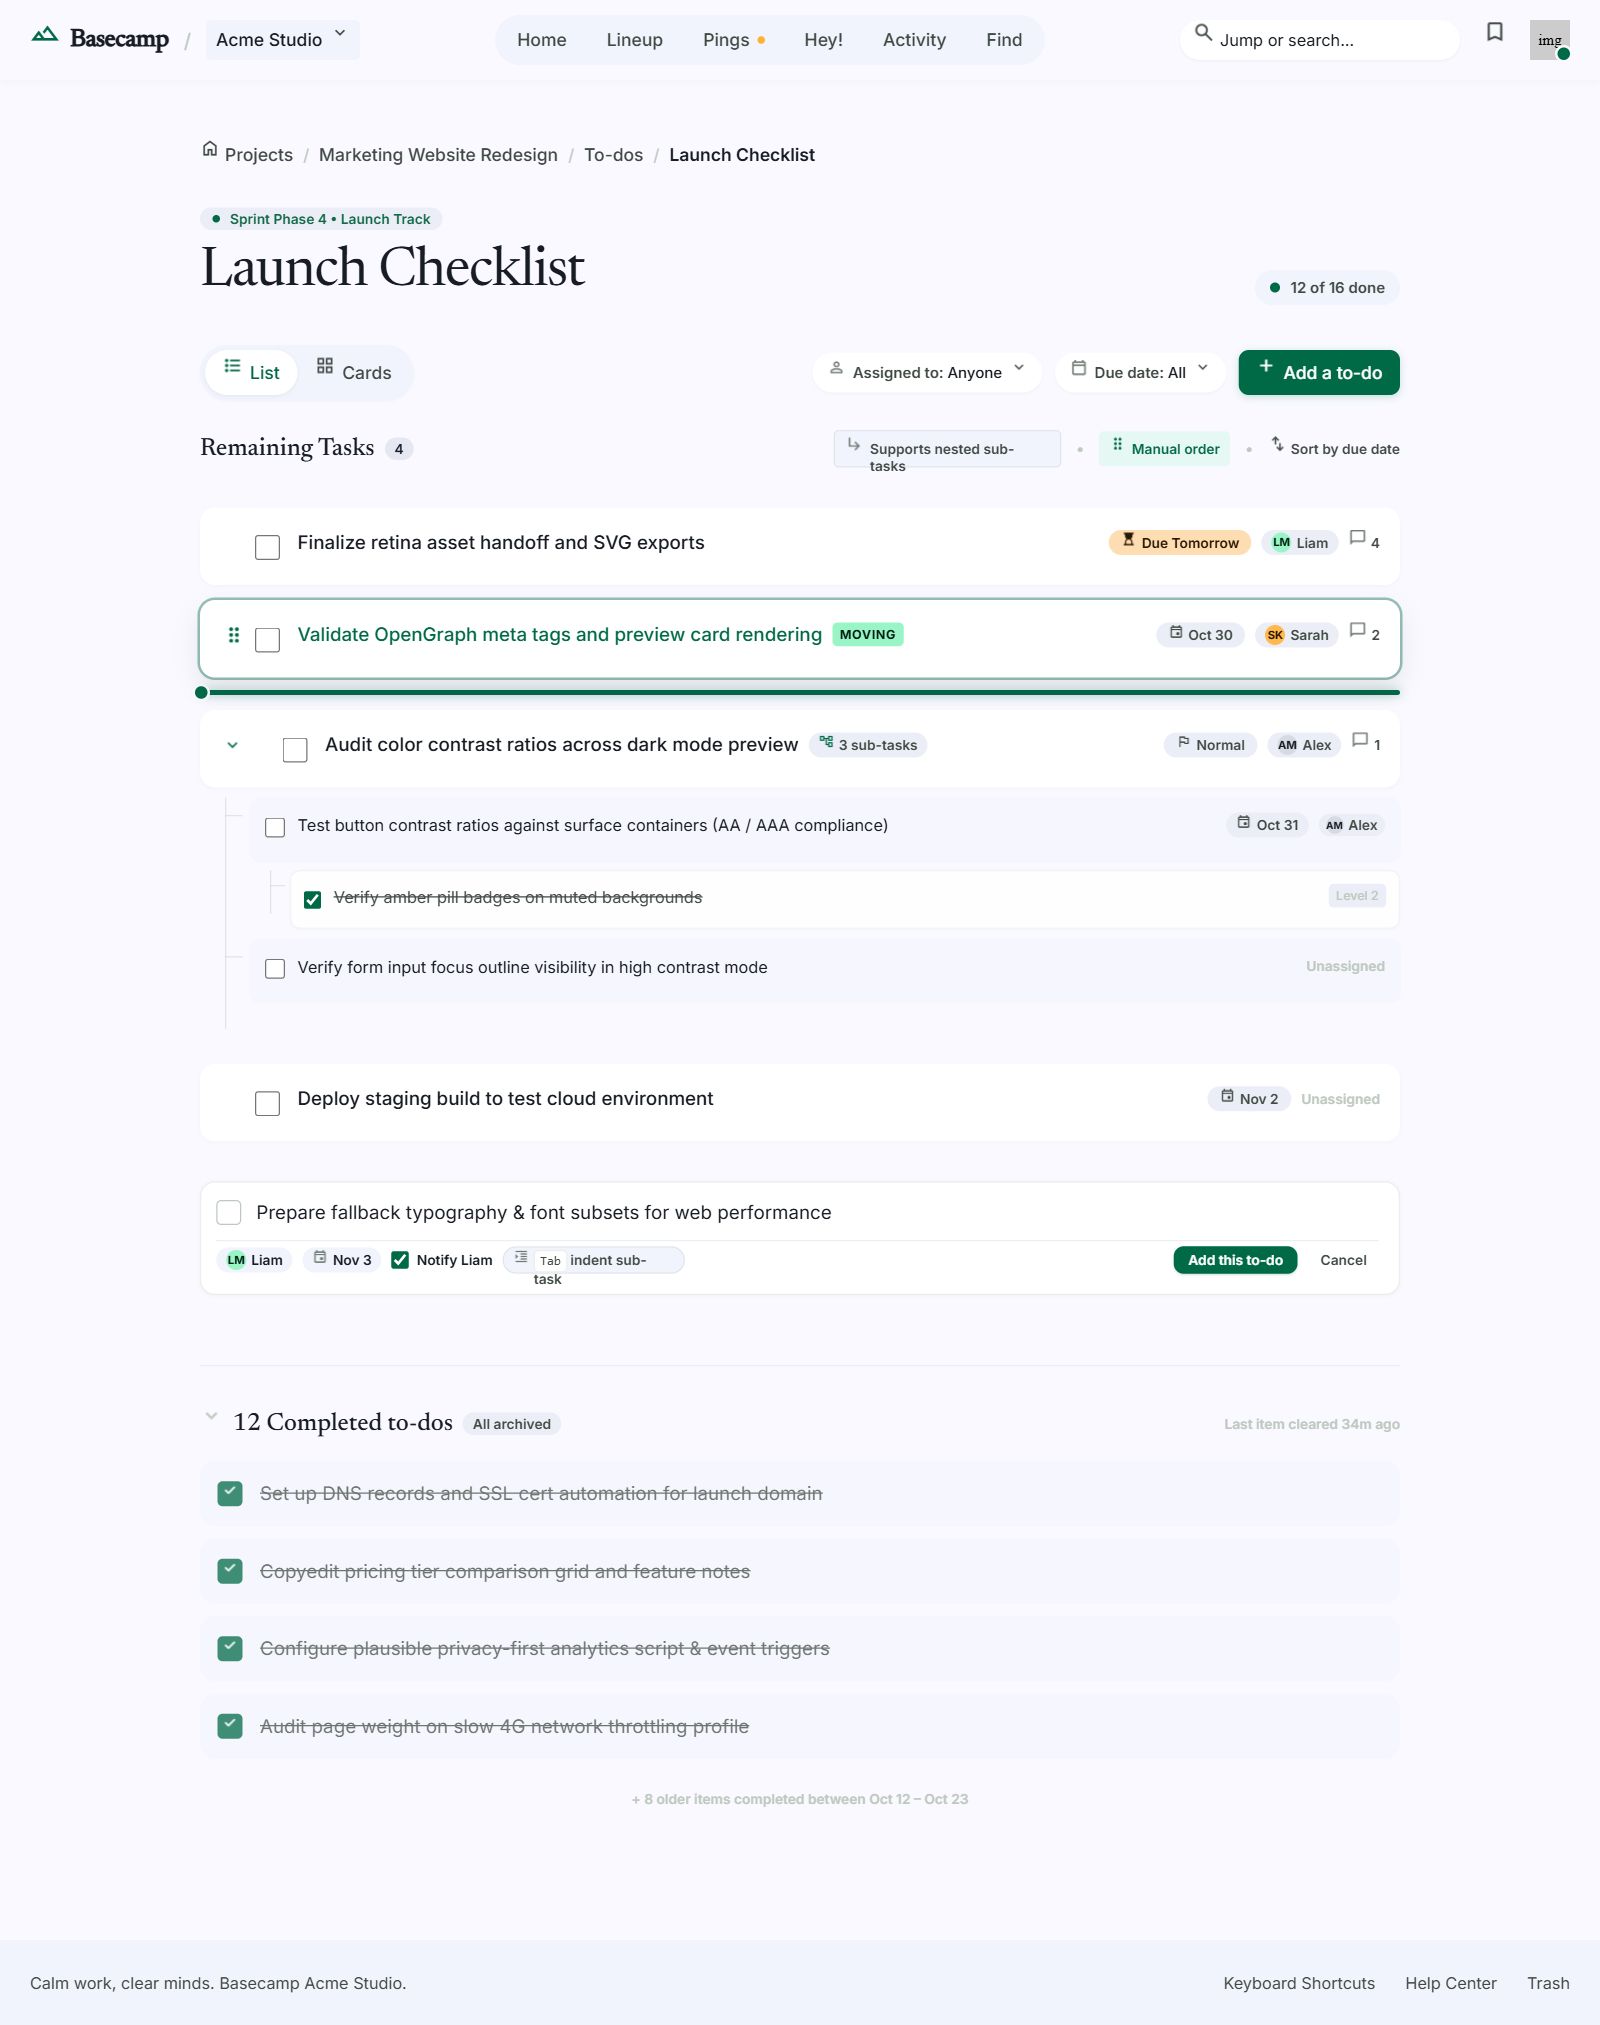 Basecamp / Acme Studio
Home Lineup Pings Hey! Activity Find
Jump or search...
img
Projects / Marketing Website Redesign / To-dos / Launch Checklist
Sprint Phase 4 • Launch Track
Launch Checklist
12 of 16 done
List Cards
Assigned to: Anyone
Due date: All
Add a to-do
Remaining Tasks 4
Supports nested sub-
tasks
• Manual order • Sort by due date
Finalize retina asset handoff and SVG exports
Due Tomorrow LM Liam 4
Validate OpenGraph meta tags and preview card rendering MOVING
Oct 30 SK Sarah 2
Audit color contrast ratios across dark mode preview 3 sub-tasks
Normal AM Alex 1
Test button contrast ratios against surface containers (AA / AAA compliance)
Oct 31 AM Alex
Verify amber pill badges on muted backgrounds
Level 2
Verify form input focus outline visibility in high contrast mode
Unassigned
Deploy staging build to test cloud environment
Nov 2 Unassigned
Prepare fallback typography & font subsets for web performance
LM Liam Nov 3 Notify Liam Tab indent sub-
task
Add this to-do Cancel
12 Completed to-dos All archived
Last item cleared 34m ago
Set up DNS records and SSL cert automation for launch domain
Copyedit pricing tier comparison grid and feature notes
Configure plausible privacy-first analytics script & event triggers
Audit page weight on slow 4G network throttling profile
+ 8 older items completed between Oct 12 – Oct 23
Calm work, clear minds. Basecamp Acme Studio.
Keyboard Shortcuts Help Center Trash